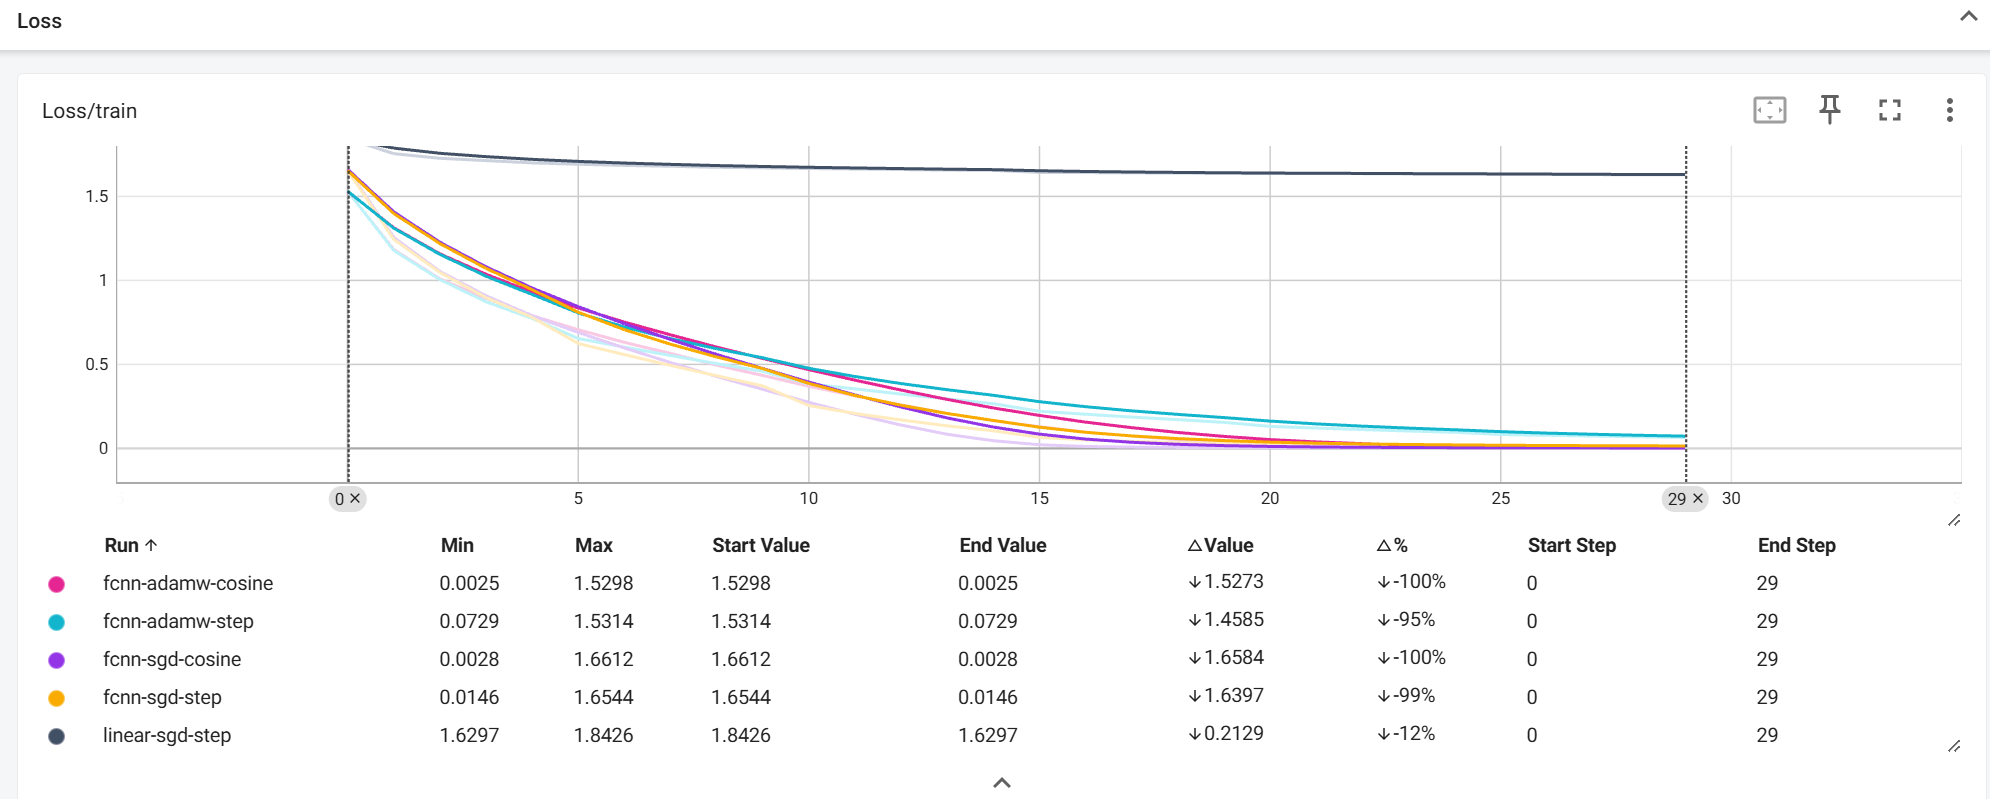 Loss
Loss/train
1.5
1
0.5
0
0 × 5 10 15 20 25 29 × 30
Run ↑ Min Max Start Value End Value △Value △% Start Step End Step
fcnn-adamw-cosine 0.0025 1.5298 1.5298 0.0025 ↓1.5273 ↓-100% 0 29
fcnn-adamw-step 0.0729 1.5314 1.5314 0.0729 ↓1.4585 ↓-95% 0 29
fcnn-sgd-cosine 0.0028 1.6612 1.6612 0.0028 ↓1.6584 ↓-100% 0 29
fcnn-sgd-step 0.0146 1.6544 1.6544 0.0146 ↓1.6397 ↓-99% 0 29
linear-sgd-step 1.6297 1.8426 1.8426 1.6297 ↓0.2129 ↓-12% 0 29